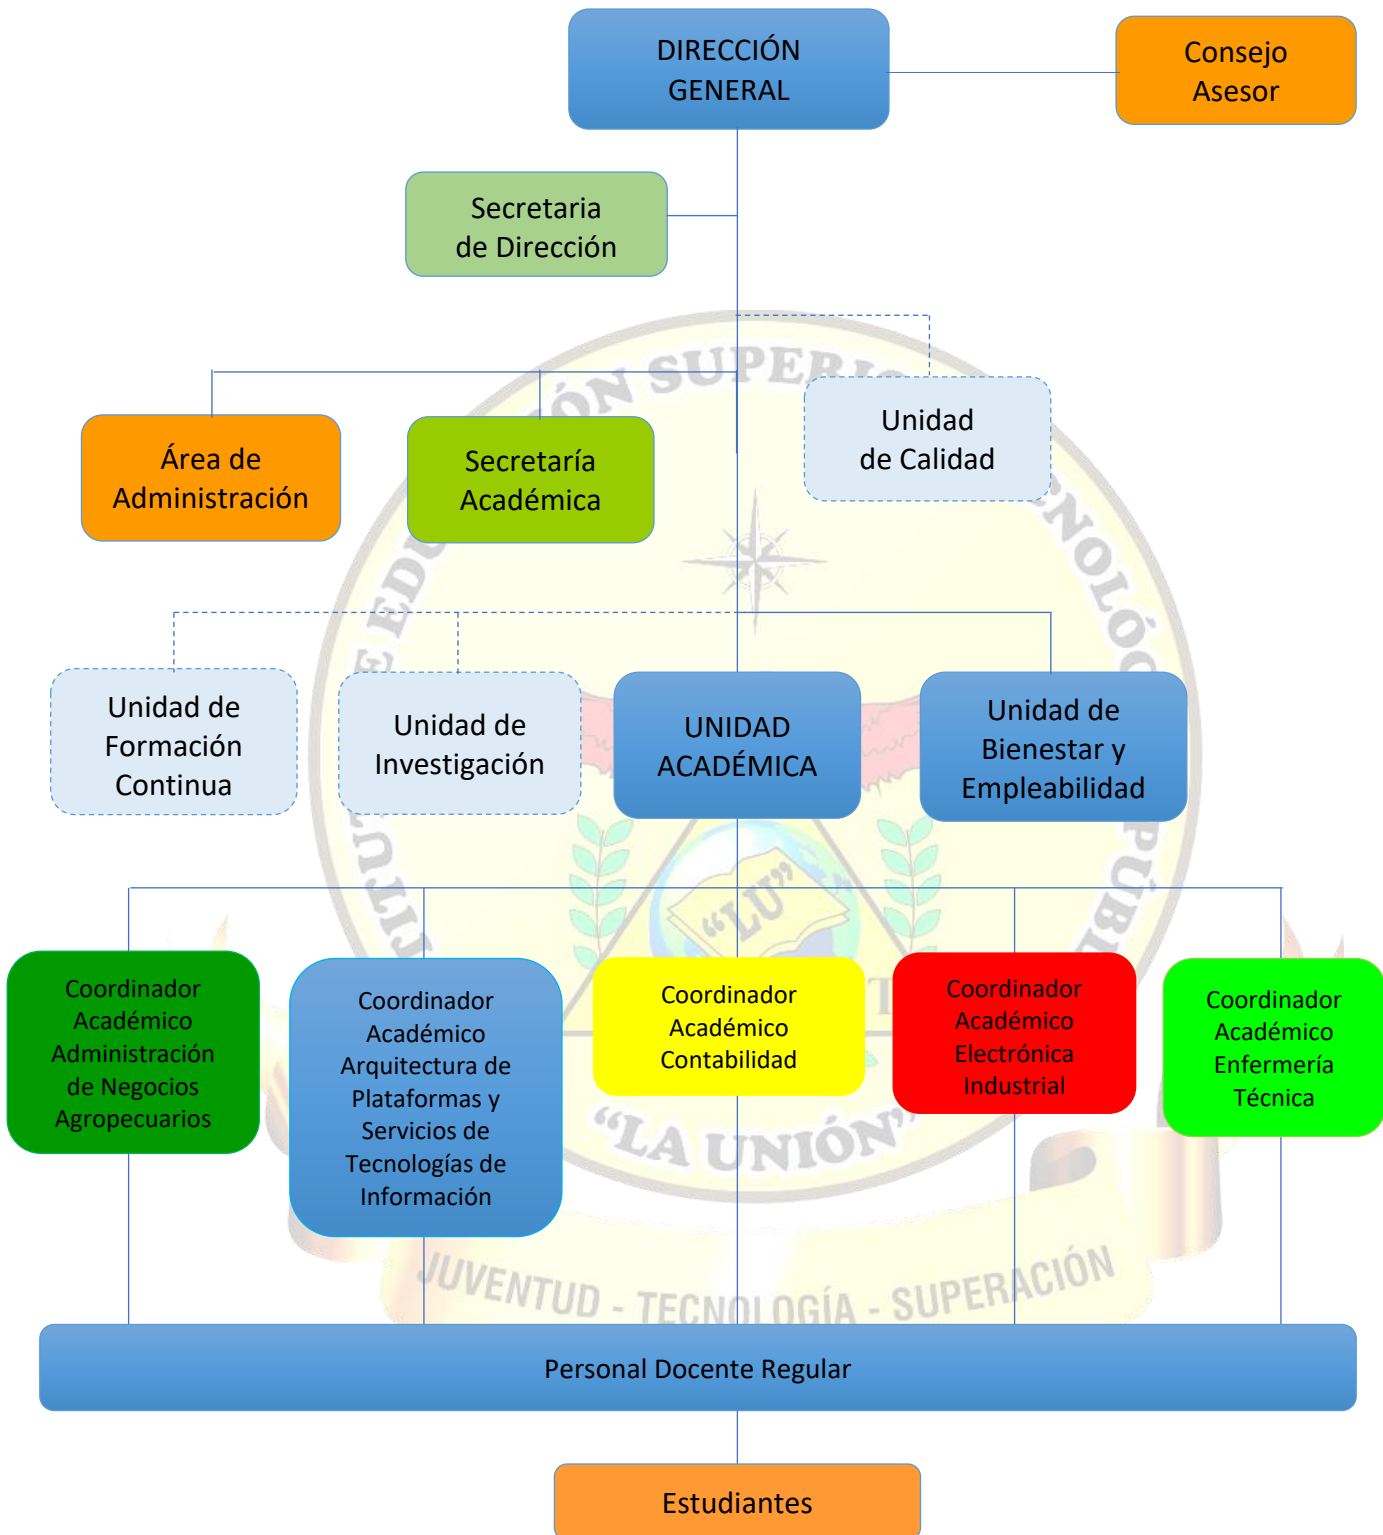 DIRECCIÓN
GENERAL
Consejo
Asesor
Secretaria
de Dirección
Unidad
de Calidad
Área de
Administración
Secretaría
Académica
Unidad de
Formación
Continua
Unidad de
Investigación
UNIDAD
ACADÉMICA
Unidad de
Bienestar y
Empleabilidad
"LU"
Coordinador
Académico
Administración
de Negocios
Agropecuarios
Coordinador
Académico
Arquitectura de
Plataformas y
Servicios de
Tecnologías de
Información
Coordinador
Académico
Contabilidad
Coordinador
Académico
Electrónica
Industrial
Coordinador
Académico
Enfermería
Técnica
"LA UNIÓN"
JUVENTUD - TECNOLOGÍA - SUPERACIÓN
Personal Docente Regular
Estudiantes